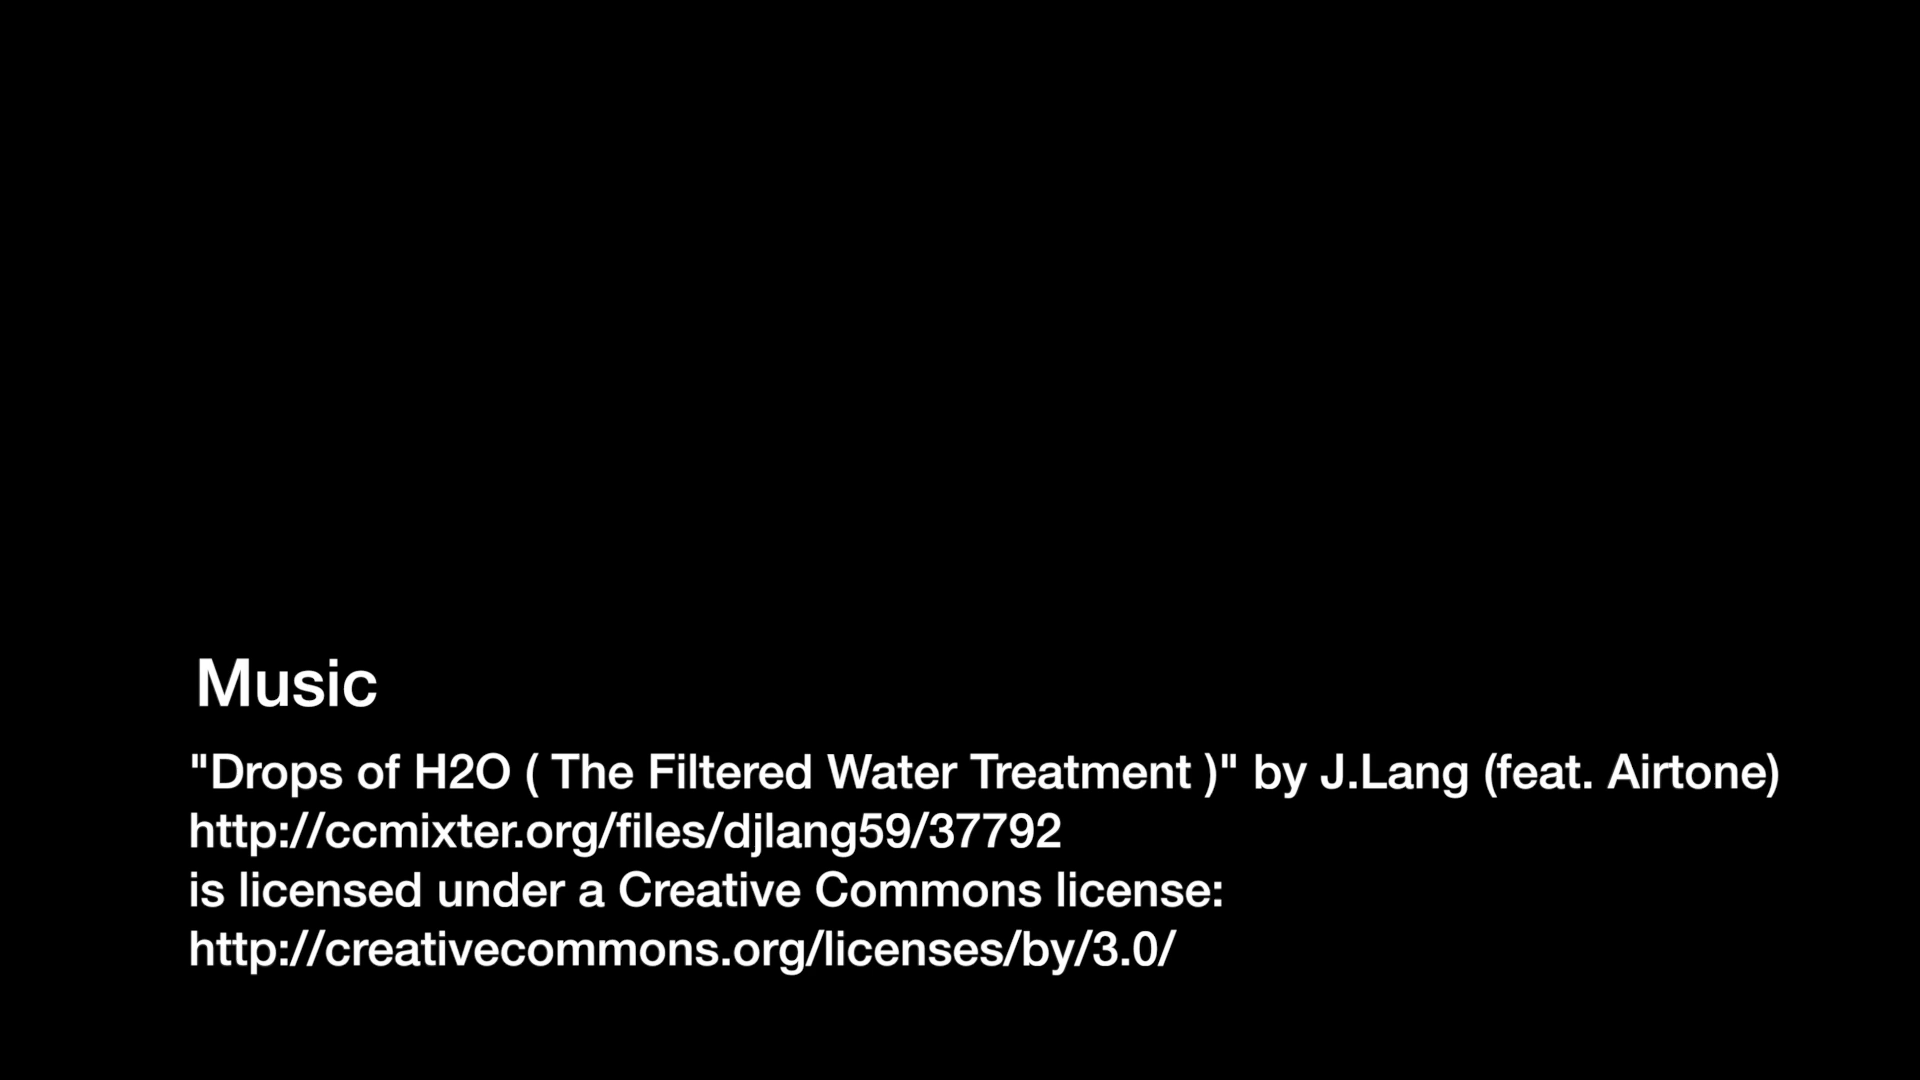 Music
"Drops of H2O ( The Filtered Water Treatment )" by J.Lang (feat. Airtone)
http://ccmixter.org/files/djlang59/37792
is licensed under a Creative Commons license:
http://creativecommons.org/licenses/by/3.0/